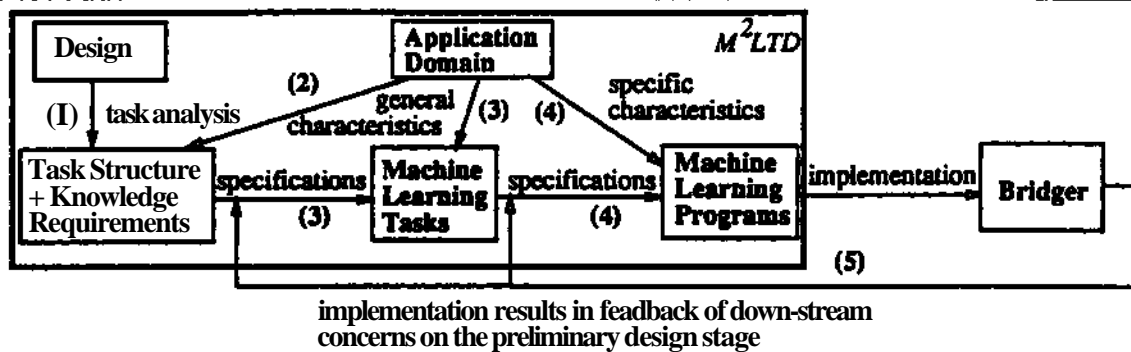 Design
Application
Domain
M²LTD
(I)
task analysis
(2)
general
characteristics
(3)
(4)
specific
characteristics
Task Structure
+ Knowledge
Requirements
specifications
(3)
Machine
Learning
Tasks
specifications
(4)
Machine
Learning
Programs
implementation
Bridger
(5)
implementation results in feedback of down-stream
concerns on the preliminary design stage